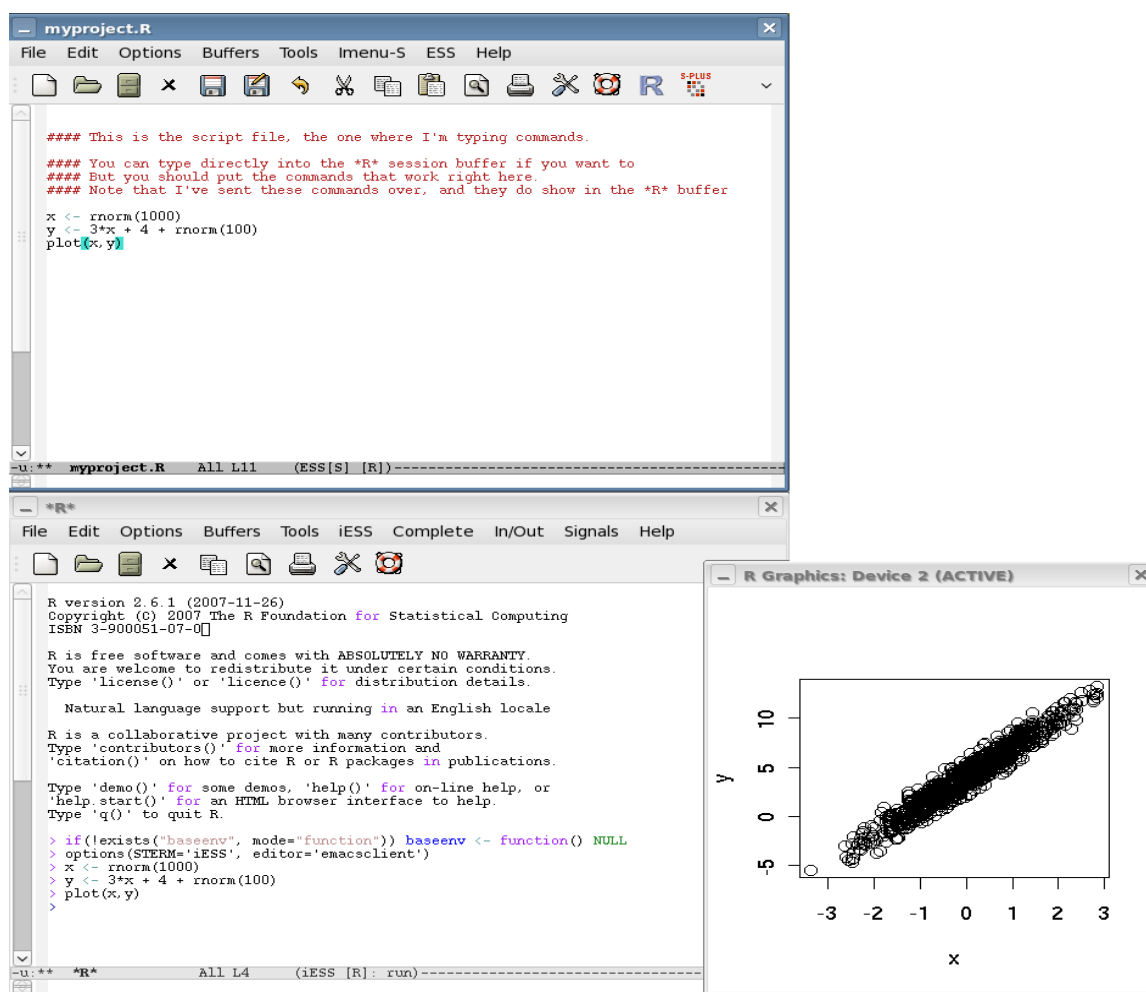 myproject.R
File Edit Options Buffers Tools Imenu-S ESS Help
R S-PLUS
#### This is the script file, the one where I'm typing commands.
#### You can type directly into the *R* session buffer if you want to
#### But you should put the commands that work right here.
#### Note that I've sent these commands over, and they do show in the *R* buffer
x <- rnorm(1000)
y <- 3*x + 4 + rnorm(100)
plot(x,y)
-u:** myproject.R All L11 (ESS[S] [R])----------------------------------------------
*R*
File Edit Options Buffers Tools iESS Complete In/Out Signals Help
R version 2.6.1 (2007-11-26)
Copyright (C) 2007 The R Foundation for Statistical Computing
ISBN 3-900051-07-0
R is free software and comes with ABSOLUTELY NO WARRANTY.
You are welcome to redistribute it under certain conditions.
Type 'license()' or 'licence()' for distribution details.
Natural language support but running in an English locale
R is a collaborative project with many contributors.
Type 'contributors()' for more information and
'citation()' on how to cite R or R packages in publications.
Type 'demo()' for some demos, 'help()' for on-line help, or
'help.start()' for an HTML browser interface to help.
Type 'q()' to quit R.
> if(!exists("baseenv", mode="function")) baseenv <- function() NULL
> options(STERM='iESS', editor='emacsclient')
> x <- rnorm(1000)
> y <- 3*x + 4 + rnorm(100)
> plot(x,y)
>
-u:** *R* All L4 (iESS [R]: run)--------------------------------
R Graphics: Device 2 (ACTIVE)
10
5
0
-5
y
-3 -2 -1 0 1 2 3
x